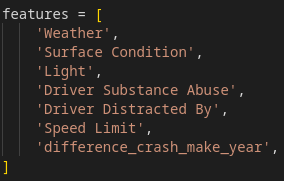 features = [
    'Weather',
    'Surface Condition',
    'Light',
    'Driver Substance Abuse',
    'Driver Distracted By',
    'Speed Limit',
    'difference_crash_make_year',
]